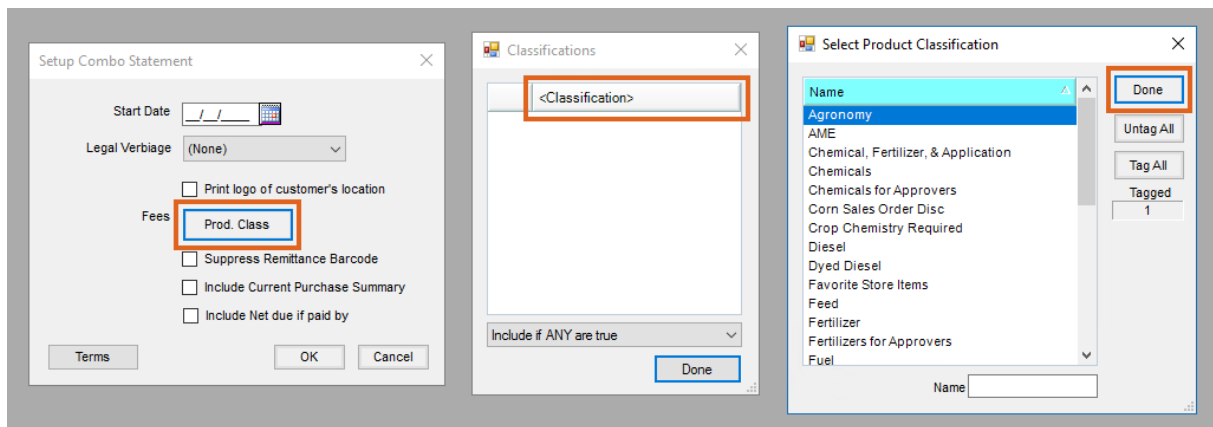 Setup Combo Statement
Start Date __/__/____
Legal Verbiage (None)
Print logo of customer's location
Fees Prod. Class
Suppress Remittance Barcode
Include Current Purchase Summary
Include Net due if paid by
Terms OK Cancel
Classifications
<Classification>
Include if ANY are true
Done
Select Product Classification
Name
Agronomy
AME
Chemical, Fertilizer, & Application
Chemicals
Chemicals for Approvers
Corn Sales Order Disc
Crop Chemistry Required
Diesel
Dyed Diesel
Favorite Store Items
Feed
Fertilizer
Fertilizers for Approvers
Fuel
Done
Untag All
Tag All
Tagged
1
Name